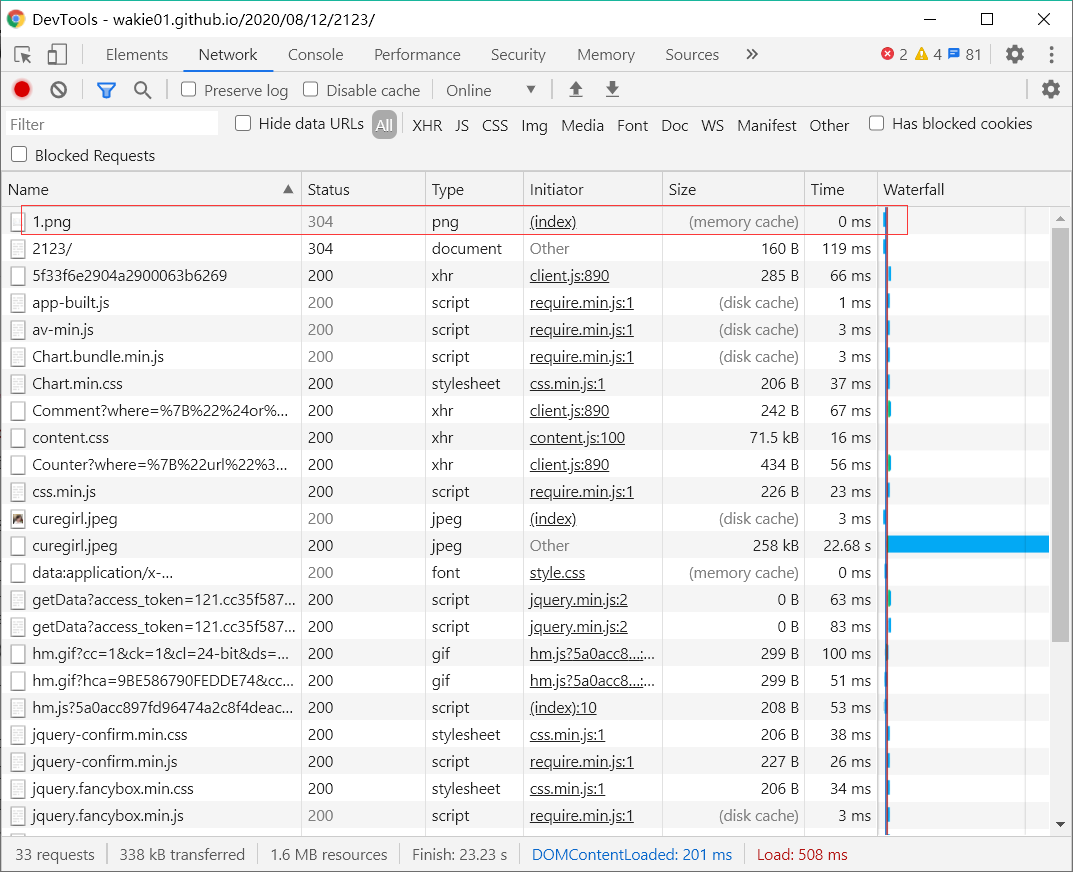 DevTools - wakie01.github.io/2020/08/12/2123/
Elements Network Console Performance Security Memory Sources » 2 4 81
Preserve log Disable cache Online
Filter Hide data URLs All XHR JS CSS Img Media Font Doc WS Manifest Other Has blocked cookies
Blocked Requests
Name Status Type Initiator Size Time Waterfall
1.png 304 png (index) (memory cache) 0 ms
2123/ 304 document Other 160 B 119 ms
5f33f6e2904a2900063b6269 200 xhr client.js:890 285 B 66 ms
app-built.js 200 script require.min.js:1 (disk cache) 1 ms
av-min.js 200 script require.min.js:1 (disk cache) 3 ms
Chart.bundle.min.js 200 script require.min.js:1 (disk cache) 3 ms
Chart.min.css 200 stylesheet css.min.js:1 206 B 37 ms
Comment?where=%7B%22%24or%... 200 xhr client.js:890 242 B 67 ms
content.css 200 xhr content.js:100 71.5 kB 16 ms
Counter?where=%7B%22url%22%3... 200 xhr client.js:890 434 B 56 ms
css.min.js 200 script require.min.js:1 226 B 23 ms
curegirl.jpeg 200 jpeg (index) (disk cache) 3 ms
curegirl.jpeg 200 jpeg Other 258 kB 22.68 s
data:application/x-... 200 font style.css (memory cache) 0 ms
getData?access_token=121.cc35f587... 200 script jquery.min.js:2 0 B 63 ms
getData?access_token=121.cc35f587... 200 script jquery.min.js:2 0 B 83 ms
hm.gif?cc=1&ck=1&cl=24-bit&ds=... 200 gif hm.js?5a0acc8...:... 299 B 100 ms
hm.gif?hca=9BE586790FEDDE74&cc... 200 gif hm.js?5a0acc8...:... 299 B 51 ms
hm.js?5a0acc897fd96474a2c8f4deac... 200 script (index):10 208 B 53 ms
jquery-confirm.min.css 200 stylesheet css.min.js:1 206 B 38 ms
jquery-confirm.min.js 200 script require.min.js:1 227 B 26 ms
jquery.fancybox.min.css 200 stylesheet css.min.js:1 206 B 34 ms
jquery.fancybox.min.js 200 script require.min.js:1 (disk cache) 3 ms
33 requests 338 kB transferred 1.6 MB resources Finish: 23.23 s DOMContentLoaded: 201 ms Load: 508 ms